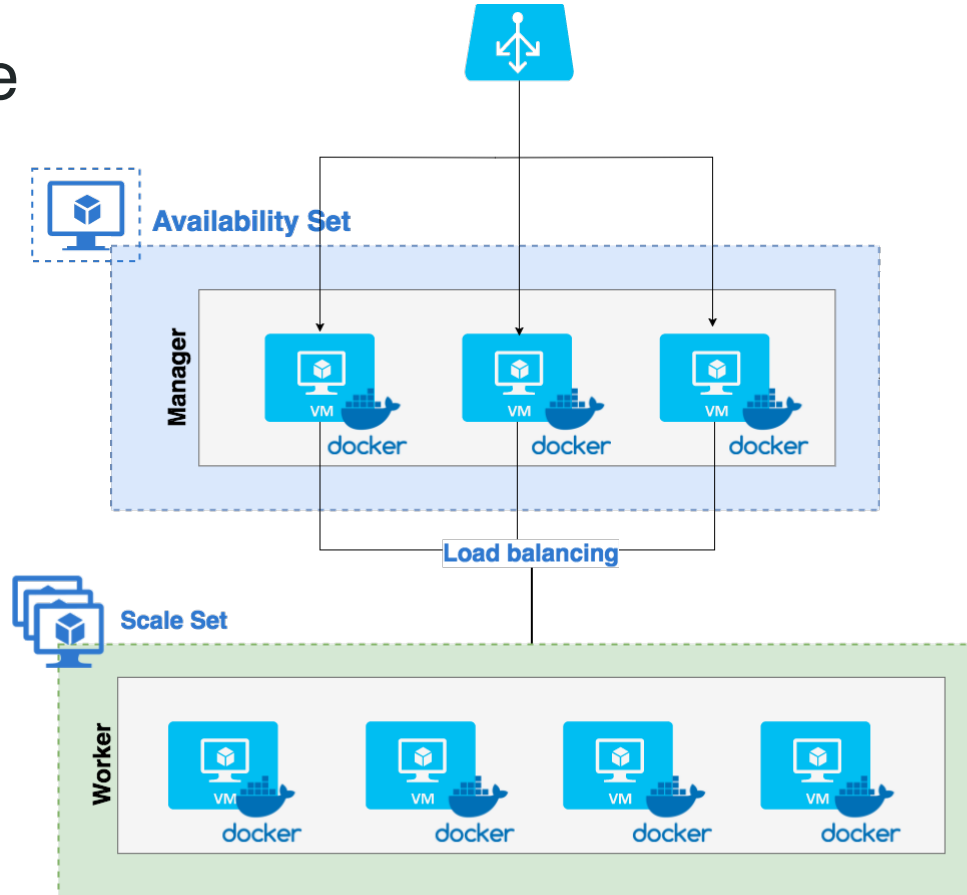 e
Availability Set
Manager
VM
docker
VM
docker
VM
docker
Load balancing
Scale Set
Worker
VM
docker
VM
docker
VM
docker
VM
docker